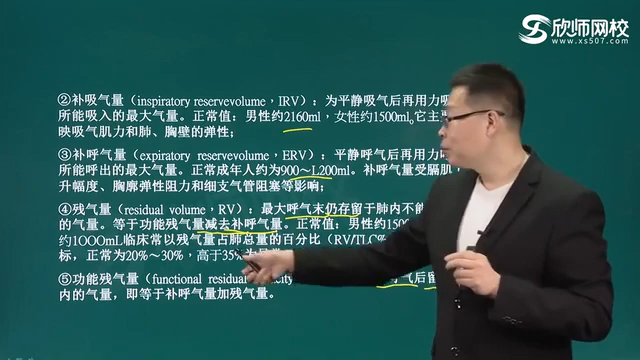 欣师网校
www.xs507.com
②补吸气量（inspiratory reservevolume，IRV）：为平静吸气后再用力吸
所能吸入的最大气量。正常值：男性约2160ml，女性约1500ml。它主
映吸气肌力和肺、胸壁的弹性；
③补呼气量（expiratory reservevolume，ERV）：平静呼气后再用力
所能呼出的最大气量。正常成年人约为900～L200ml。补呼气量受膈肌
升幅度、胸廓弹性阻力和细支气管阻塞等影响；
④残气量（residual volume，RV）：最大呼气末仍存留于肺内不能
的气量。等于功能残气量减去补呼气量。正常值：男性约150
约1OOOmL临床常以残气量占肺总量的百分比（RV/TLC%
标，正常为20%～30%，高于35%为
⑤功能残气量（functional residual
内的气量，即等于补呼气量加残气量。